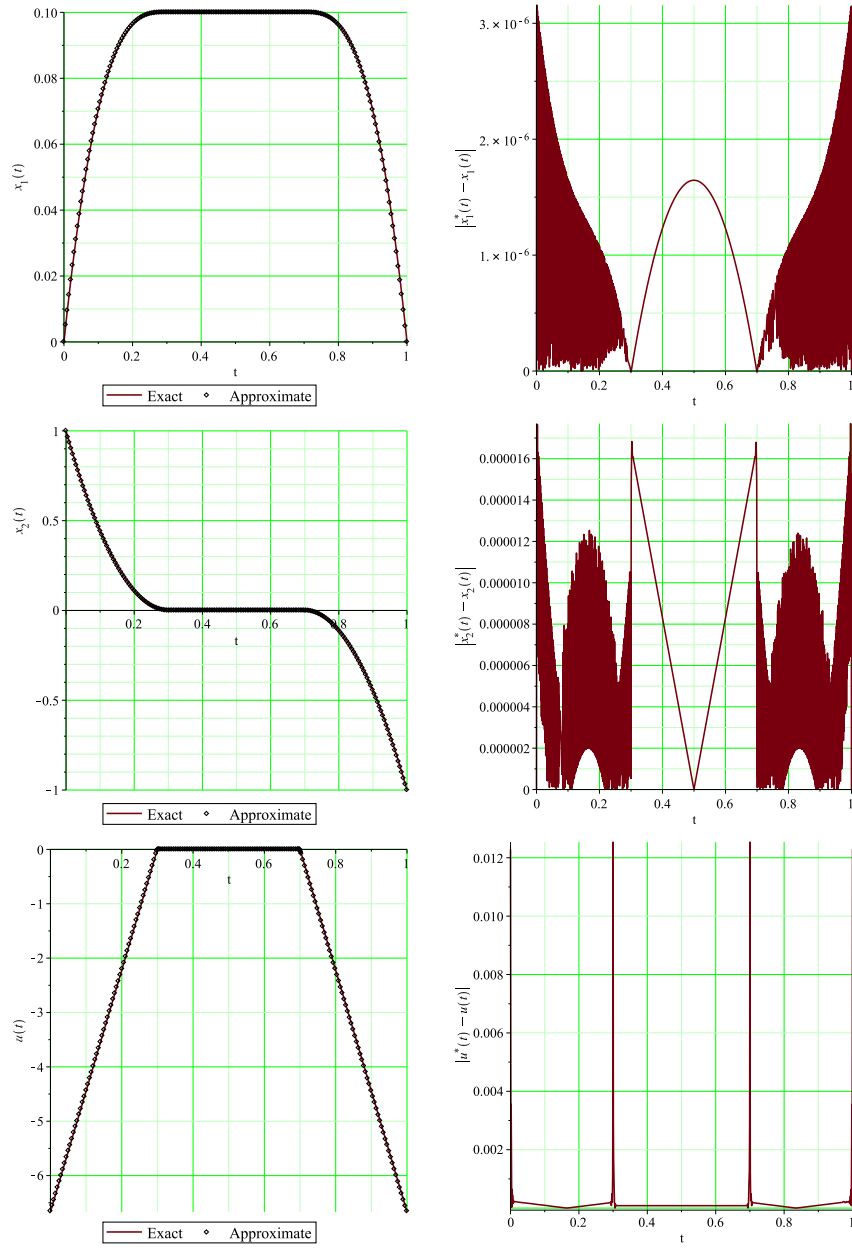 0.10
0.08
0.06
x₁(t)
0.04
0.02
0
0 0.2 0.4 0.6 0.8 1
t
Exact Approximate
3. × 10⁻⁶
2. × 10⁻⁶
|x₁*(t) − x₁(t)|
1. × 10⁻⁶
0
0 0.2 0.4 0.6 0.8 1
t
1
0.5
x₂(t)
0
0.2 0.4 0.6 0.8 1
t
−0.5
−1
Exact Approximate
0.000016
0.000014
0.000012
0.000010
|x₂*(t) − x₂(t)|
0.000008
0.000006
0.000004
0.000002
0
0 0.2 0.4 0.6 0.8 1
t
0
0.2 0.4 0.6 0.8 1
t
−1
−2
−3
u(t)
−4
−5
−6
Exact Approximate
0.012
0.008
|u*(t) − u(t)|
0.006
0.004
0.002
0 0.2 0.4 0.6 0.8 1
t